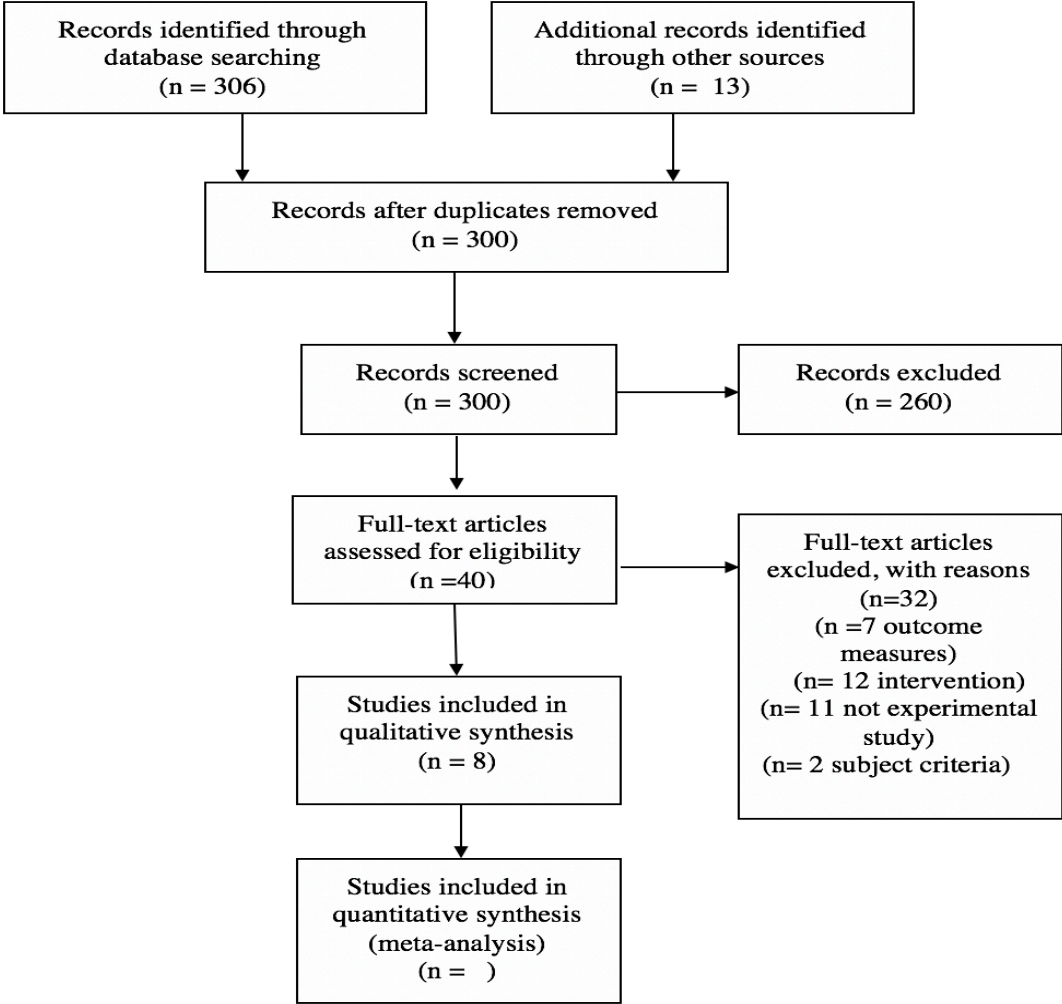 Records identified through
database searching
(n = 306)
Additional records identified
through other sources
(n =  13)
Records after duplicates removed
(n = 300)
Records screened
(n = 300)
Records excluded
(n = 260)
Full-text articles
assessed for eligibility
(n =40)
Full-text articles
excluded, with reasons
(n=32)
(n =7 outcome
measures)
(n= 12 intervention)
(n= 11 not experimental
study)
(n= 2 subject criteria)
Studies included in
qualitative synthesis
(n = 8)
Studies included in
quantitative synthesis
(meta-analysis)
(n =   )